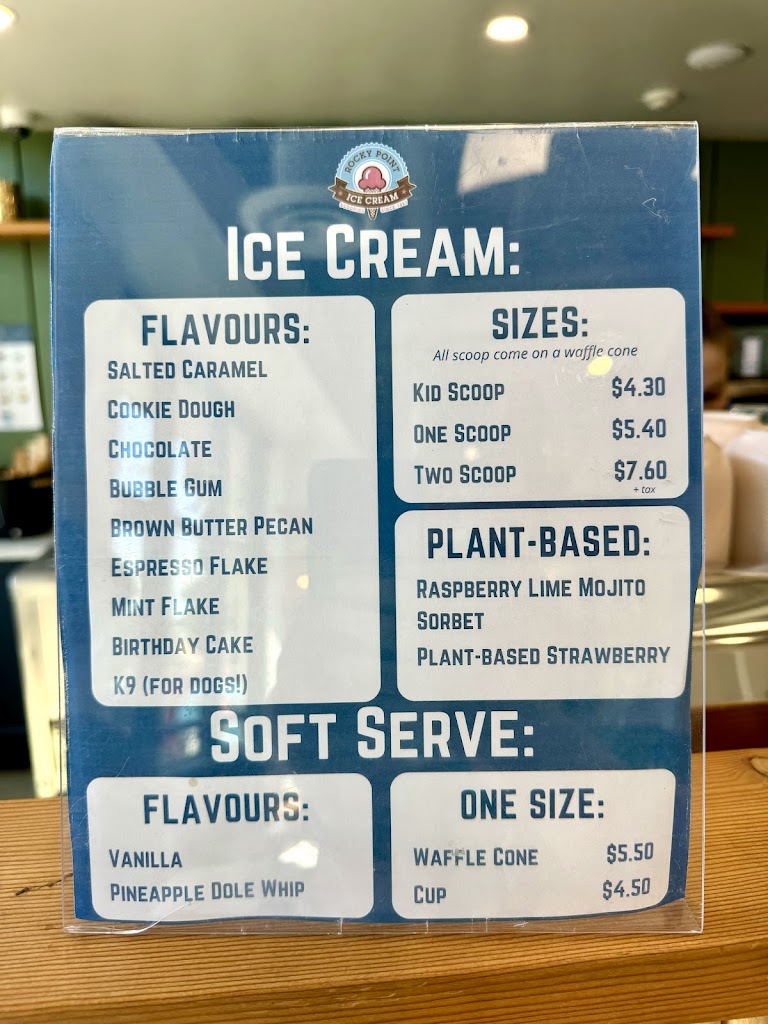 ROCKY POINT
ICE CREAM
ICE CREAM:
FLAVOURS:
SALTED CARAMEL
COOKIE DOUGH
CHOCOLATE
BUBBLE GUM
BROWN BUTTER PECAN
ESPRESSO FLAKE
MINT FLAKE
BIRTHDAY CAKE
K9 (FOR DOGS!)
SIZES:
All scoop come on a waffle cone
KID SCOOP $4.30
ONE SCOOP $5.40
TWO SCOOP $7.60
+ tax
PLANT-BASED:
RASPBERRY LIME MOJITO
SORBET
PLANT-BASED STRAWBERRY
SOFT SERVE:
FLAVOURS:
VANILLA
PINEAPPLE DOLE WHIP
ONE SIZE:
WAFFLE CONE $5.50
CUP $4.50